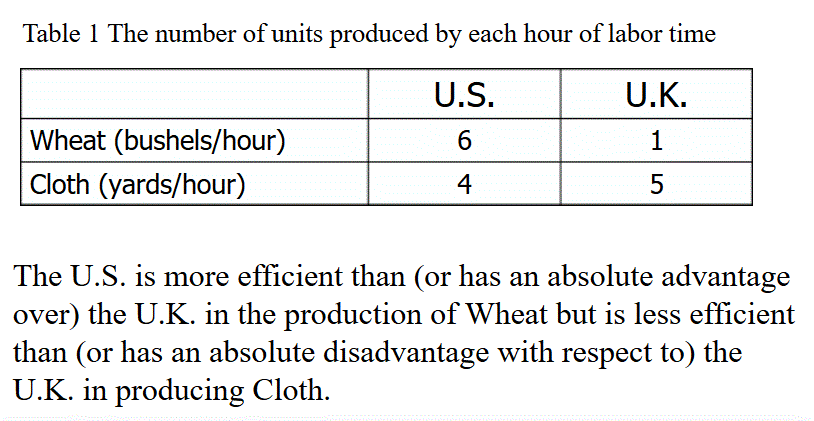 Table 1 The number of units produced by each hour of labor time
U.S. U.K.
Wheat (bushels/hour) 6 1
Cloth (yards/hour) 4 5
The U.S. is more efficient than (or has an absolute advantage
over) the U.K. in the production of Wheat but is less efficient
than (or has an absolute disadvantage with respect to) the
U.K. in producing Cloth.